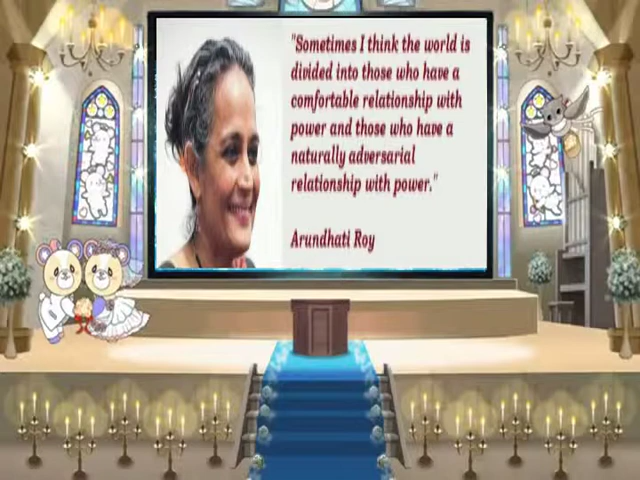 "Sometimes I think the world is
divided into those who have a
comfortable relationship with
power and those who have a
naturally adversarial
relationship with power."
Arundhati Roy